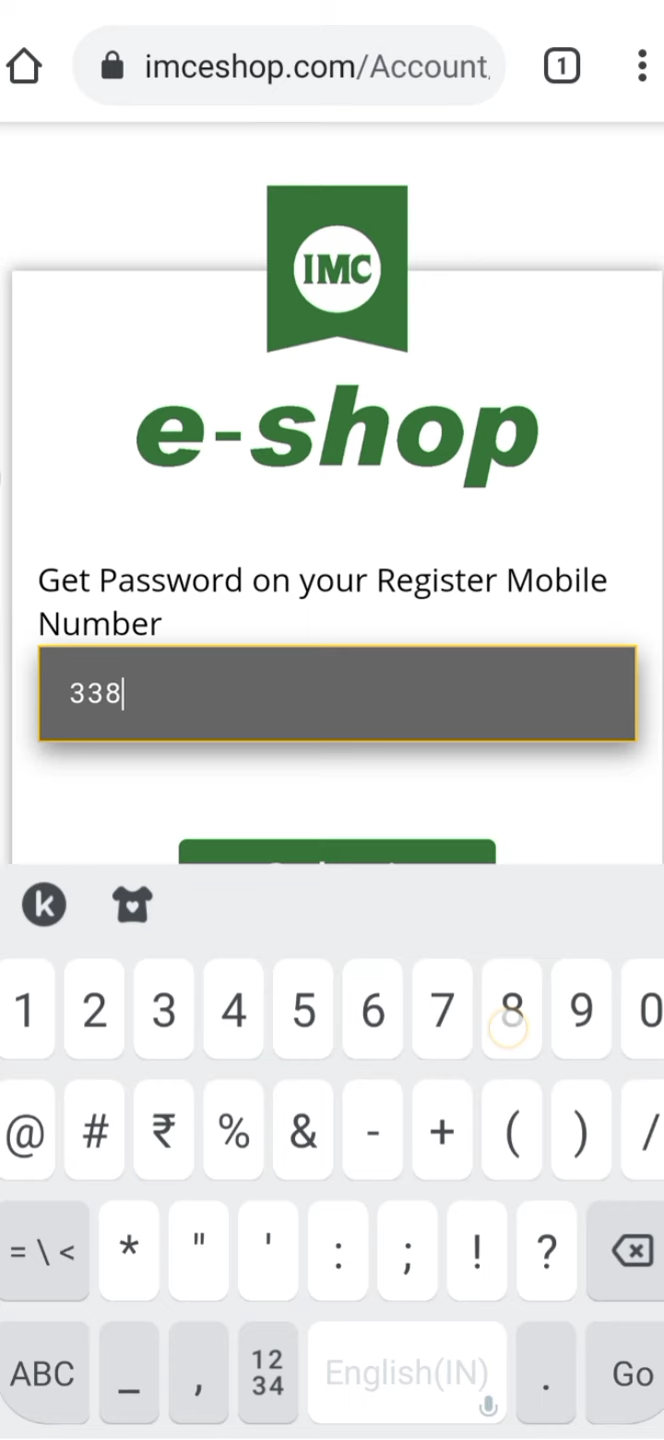 imceshop.com/Account
1
IMC
e-shop
Get Password on your Register Mobile
Number
338
k
1 2 3 4 5 6 7 8 9 0
@ # ₹ % & - + ( ) /
= \ < * " ' : ; ! ?
ABC _ , 12 34 English(IN) . Go